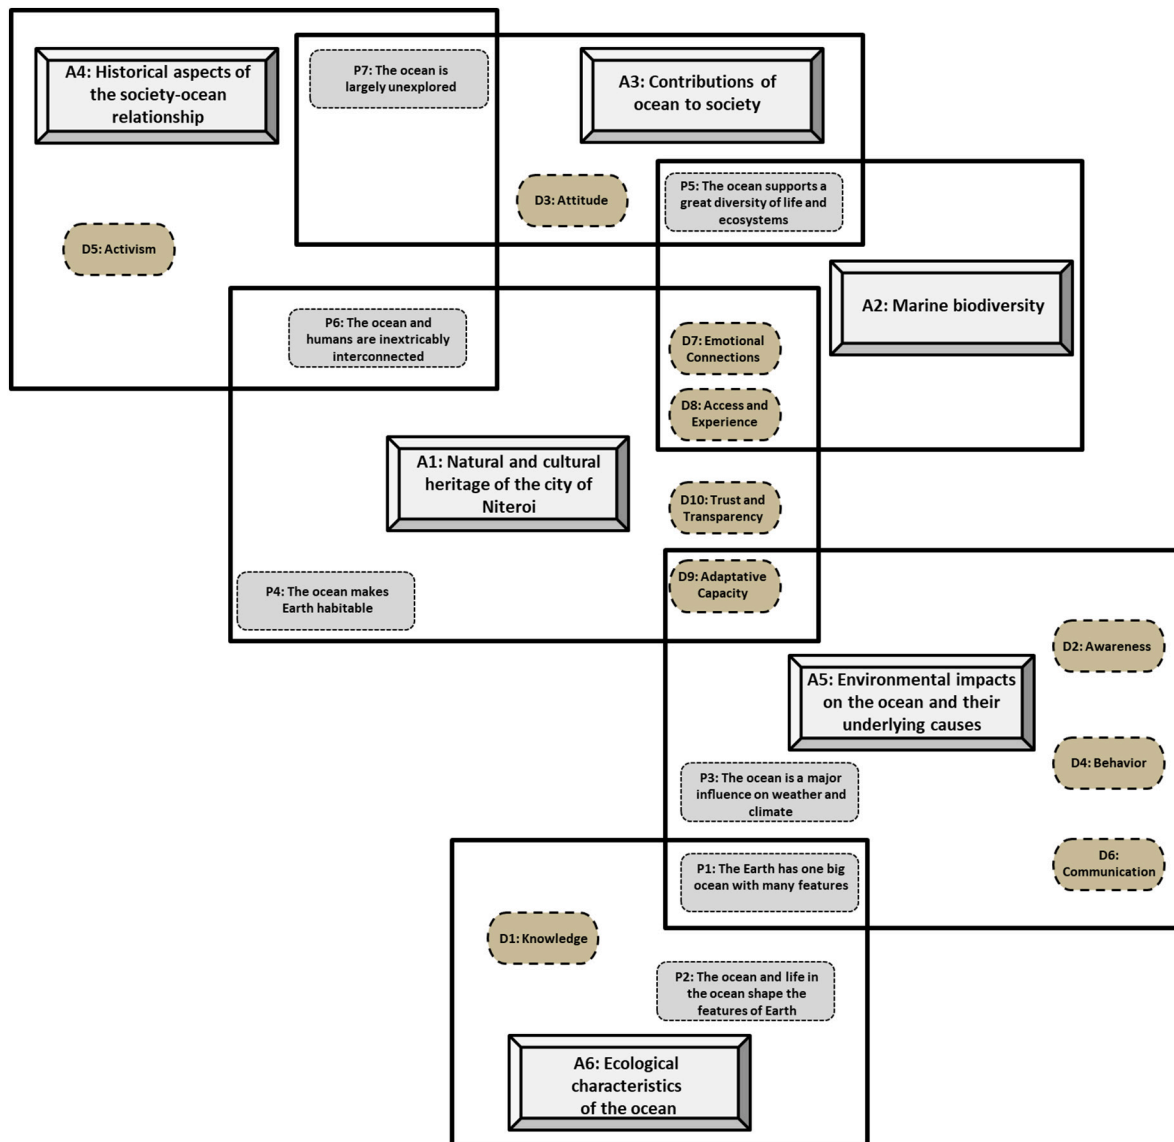 A4: Historical aspects of
the society-ocean
relationship
P7: The ocean is
largely unexplored
A3: Contributions of
ocean to society
D3: Attitude
P5: The ocean supports a
great diversity of life and
ecosystems
D5: Activism
A2: Marine biodiversity
P6: The ocean and
humans are inextricably
interconnected
D7: Emotional
Connections
D8: Access and
Experience
A1: Natural and cultural
heritage of the city of
Niteroi
D10: Trust and
Transparency
P4: The ocean makes
Earth habitable
D9: Adaptative
Capacity
D2: Awareness
A5: Environmental impacts
on the ocean and their
underlying causes
D4: Behavior
P3: The ocean is a major
influence on weather and
climate
P1: The Earth has one big
ocean with many features
D6:
Communication
D1: Knowledge
P2: The ocean and life in
the ocean shape the
features of Earth
A6: Ecological
characteristics
of the ocean